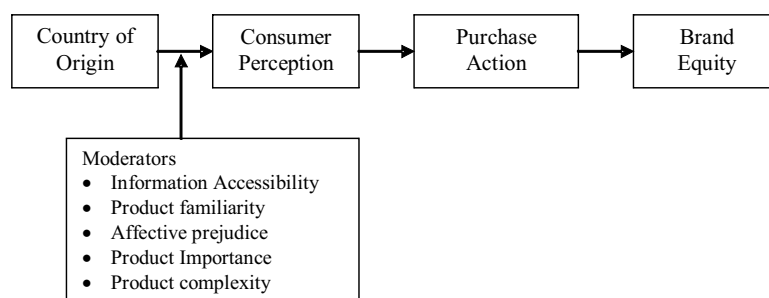 Country of
Origin
Consumer
Perception
Purchase
Action
Brand
Equity
Moderators
• Information Accessibility
• Product familiarity
• Affective prejudice
• Product Importance
• Product complexity